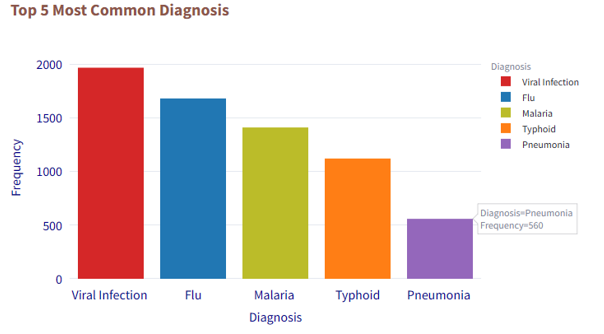 Top 5 Most Common Diagnosis
2000
1500
1000
500
0
Frequency
Viral Infection
Flu
Malaria
Typhoid
Pneumonia
Diagnosis
Diagnosis
Viral Infection
Flu
Malaria
Typhoid
Pneumonia
Diagnosis=Pneumonia
Frequency=560